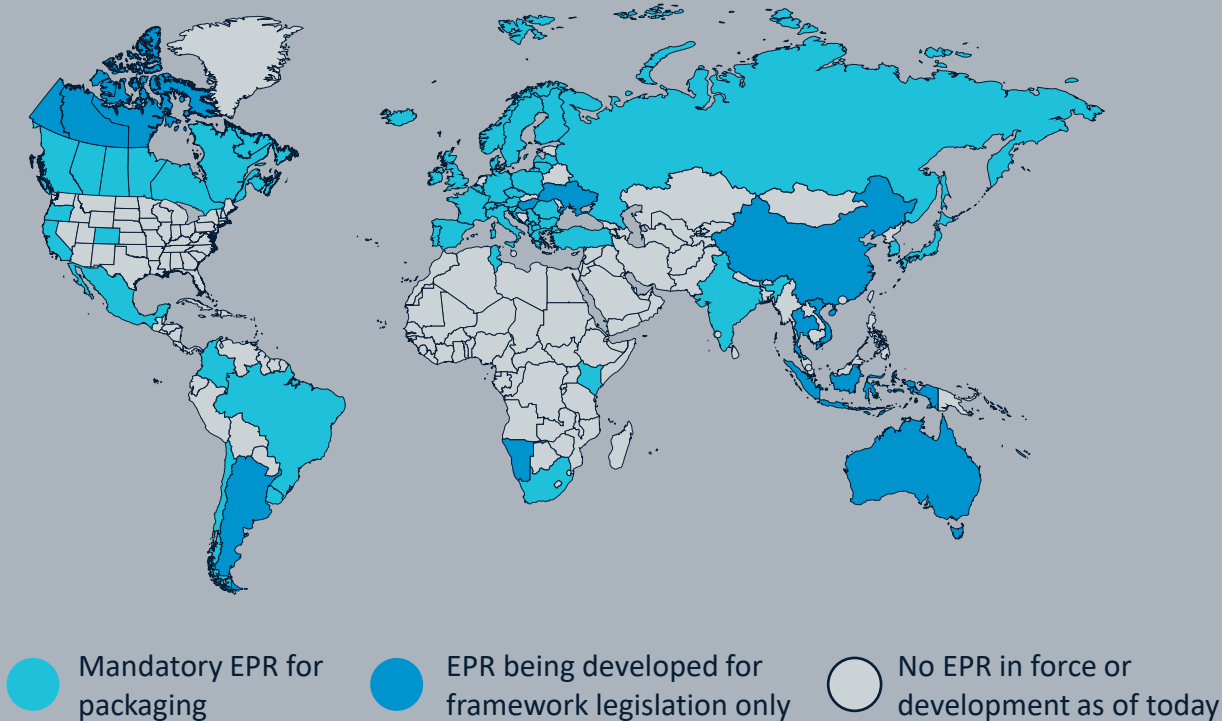 Mandatory EPR for
packaging
EPR being developed for
framework legislation only
No EPR in force or
development as of today